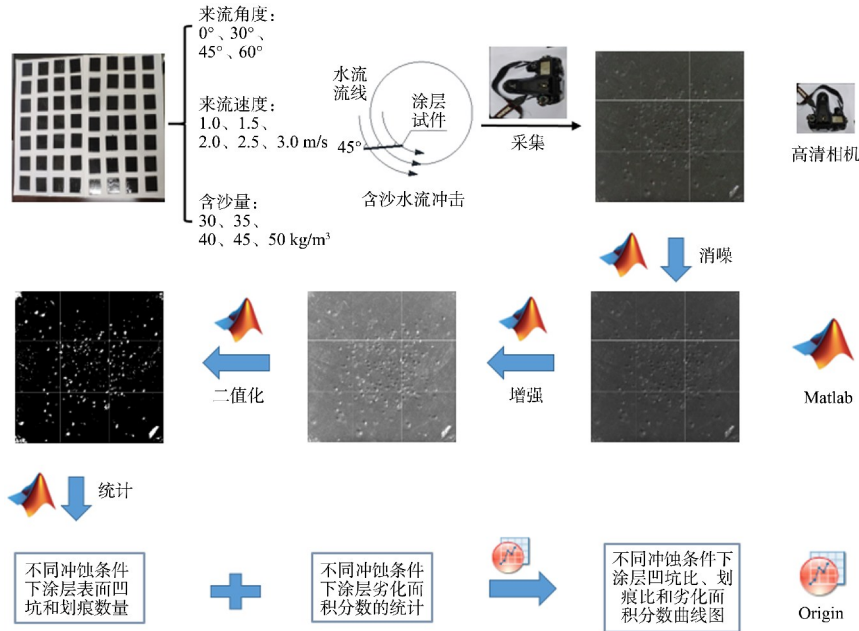 来流角度：
0°、30°、
45°、60°
来流速度：
1.0、1.5、
2.0、2.5、3.0 m/s
含沙量：
30、35、
40、45、50 kg/m³
水流
流线
涂层
试件
45°
含沙水流冲击
采集
高清相机
消噪
Matlab
增强
二值化
统计
不同冲蚀条件
下涂层表面凹
坑和划痕数量
不同冲蚀条件
下涂层劣化面
积分数的统计
不同冲蚀条件下
涂层凹坑比、划
痕比和劣化面
积分数曲线图
Origin